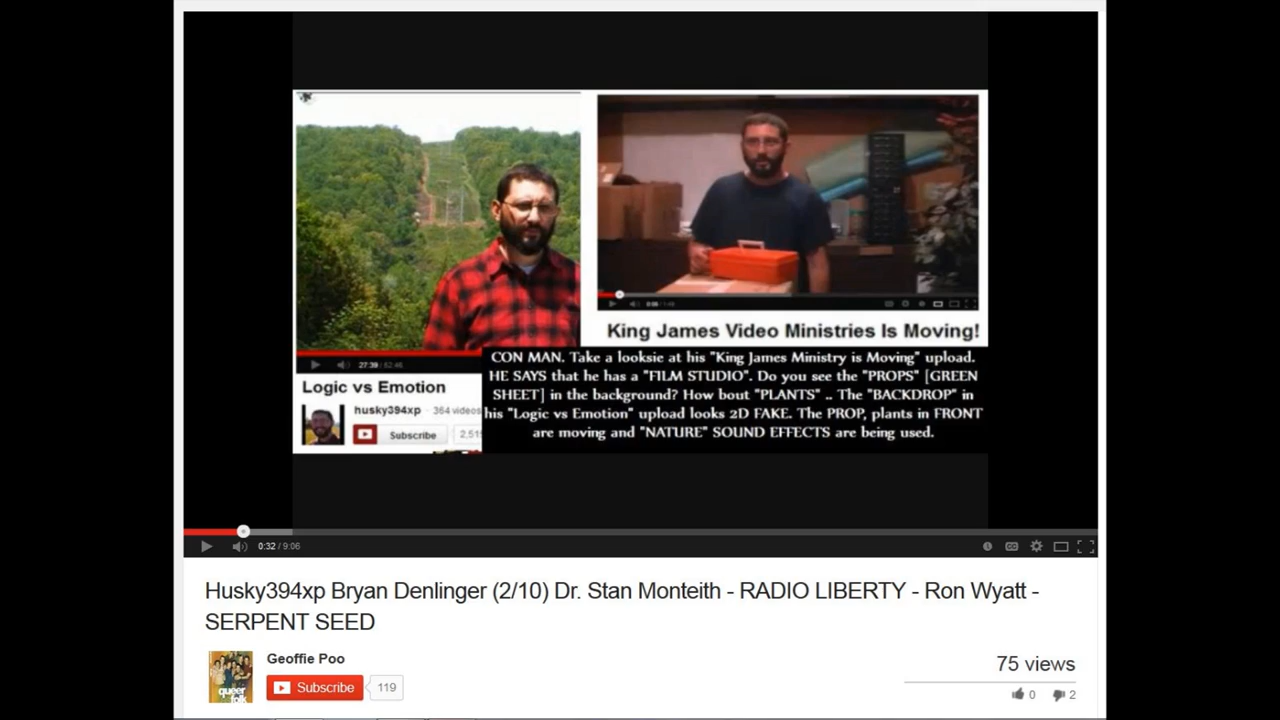 27:39 / 52:46
Logic vs Emotion
husky394xp · 364 videos
Subscribe
King James Video Ministries Is Moving!
CON MAN. Take a looksie at his "King James Ministry is Moving" upload.
HE SAYS that he has a "FILM STUDIO". Do you see the "PROPS" [GREEN
SHEET] in the background? How bout "PLANTS" .. The "BACKDROP" in
his "Logic vs Emotion" upload looks 2D FAKE. The PROP, plants in FRONT
are moving and "NATURE" SOUND EFFECTS are being used.
0:32 / 9:06
Husky394xp Bryan Denlinger (2/10) Dr. Stan Monteith - RADIO LIBERTY - Ron Wyatt -
SERPENT SEED
Geoffie Poo
queer
folk
Subscribe 119
75 views
0 2